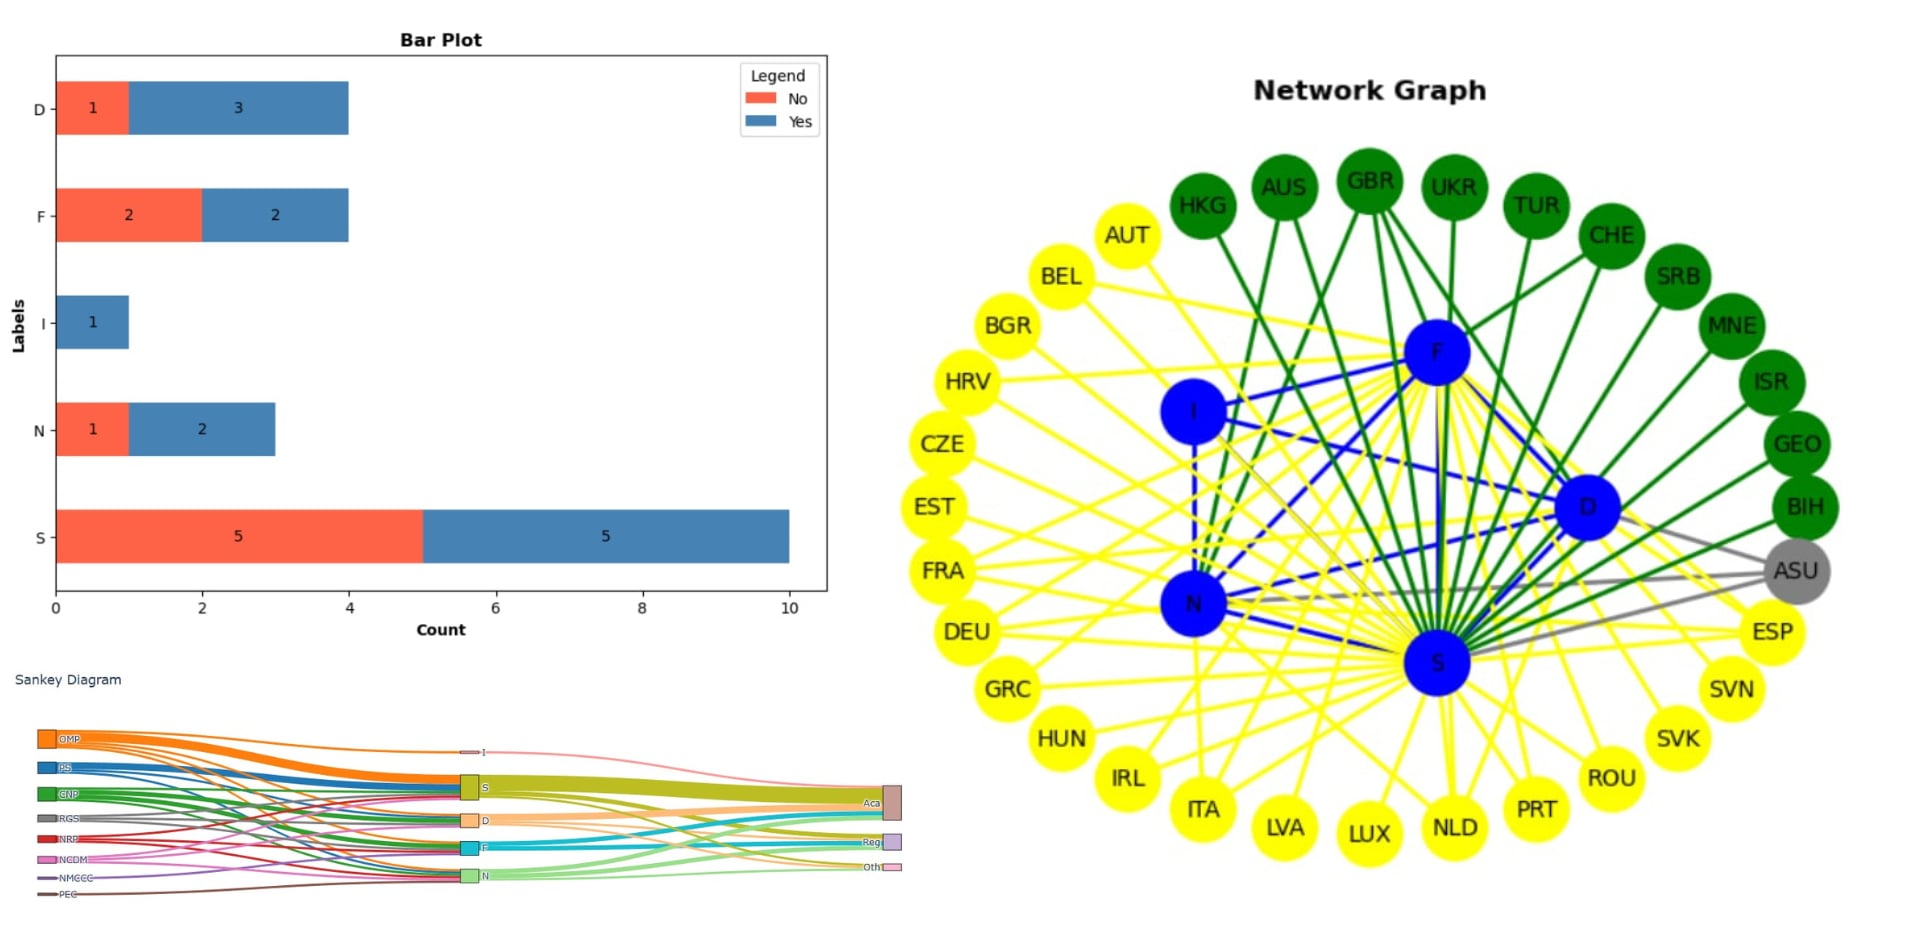 Bar Plot
Legend
No
Yes
D
1
3
F
2
2
I
1
N
1
2
S
5
5
Labels
0
2
4
6
8
10
Count
Sankey Diagram
OMP
PS
CNP
RGS
NRP
NCDM
NMCCC
PEC
I
S
D
F
N
Aca
Reg
Oth
Network Graph
HKG
AUS
GBR
UKR
TUR
CHE
SRB
MNE
ISR
GEO
BIH
ASU
ESP
SVN
SVK
ROU
PRT
NLD
LUX
LVA
ITA
IRL
HUN
GRC
DEU
FRA
EST
CZE
HRV
BGR
BEL
AUT
F
I
D
N
S